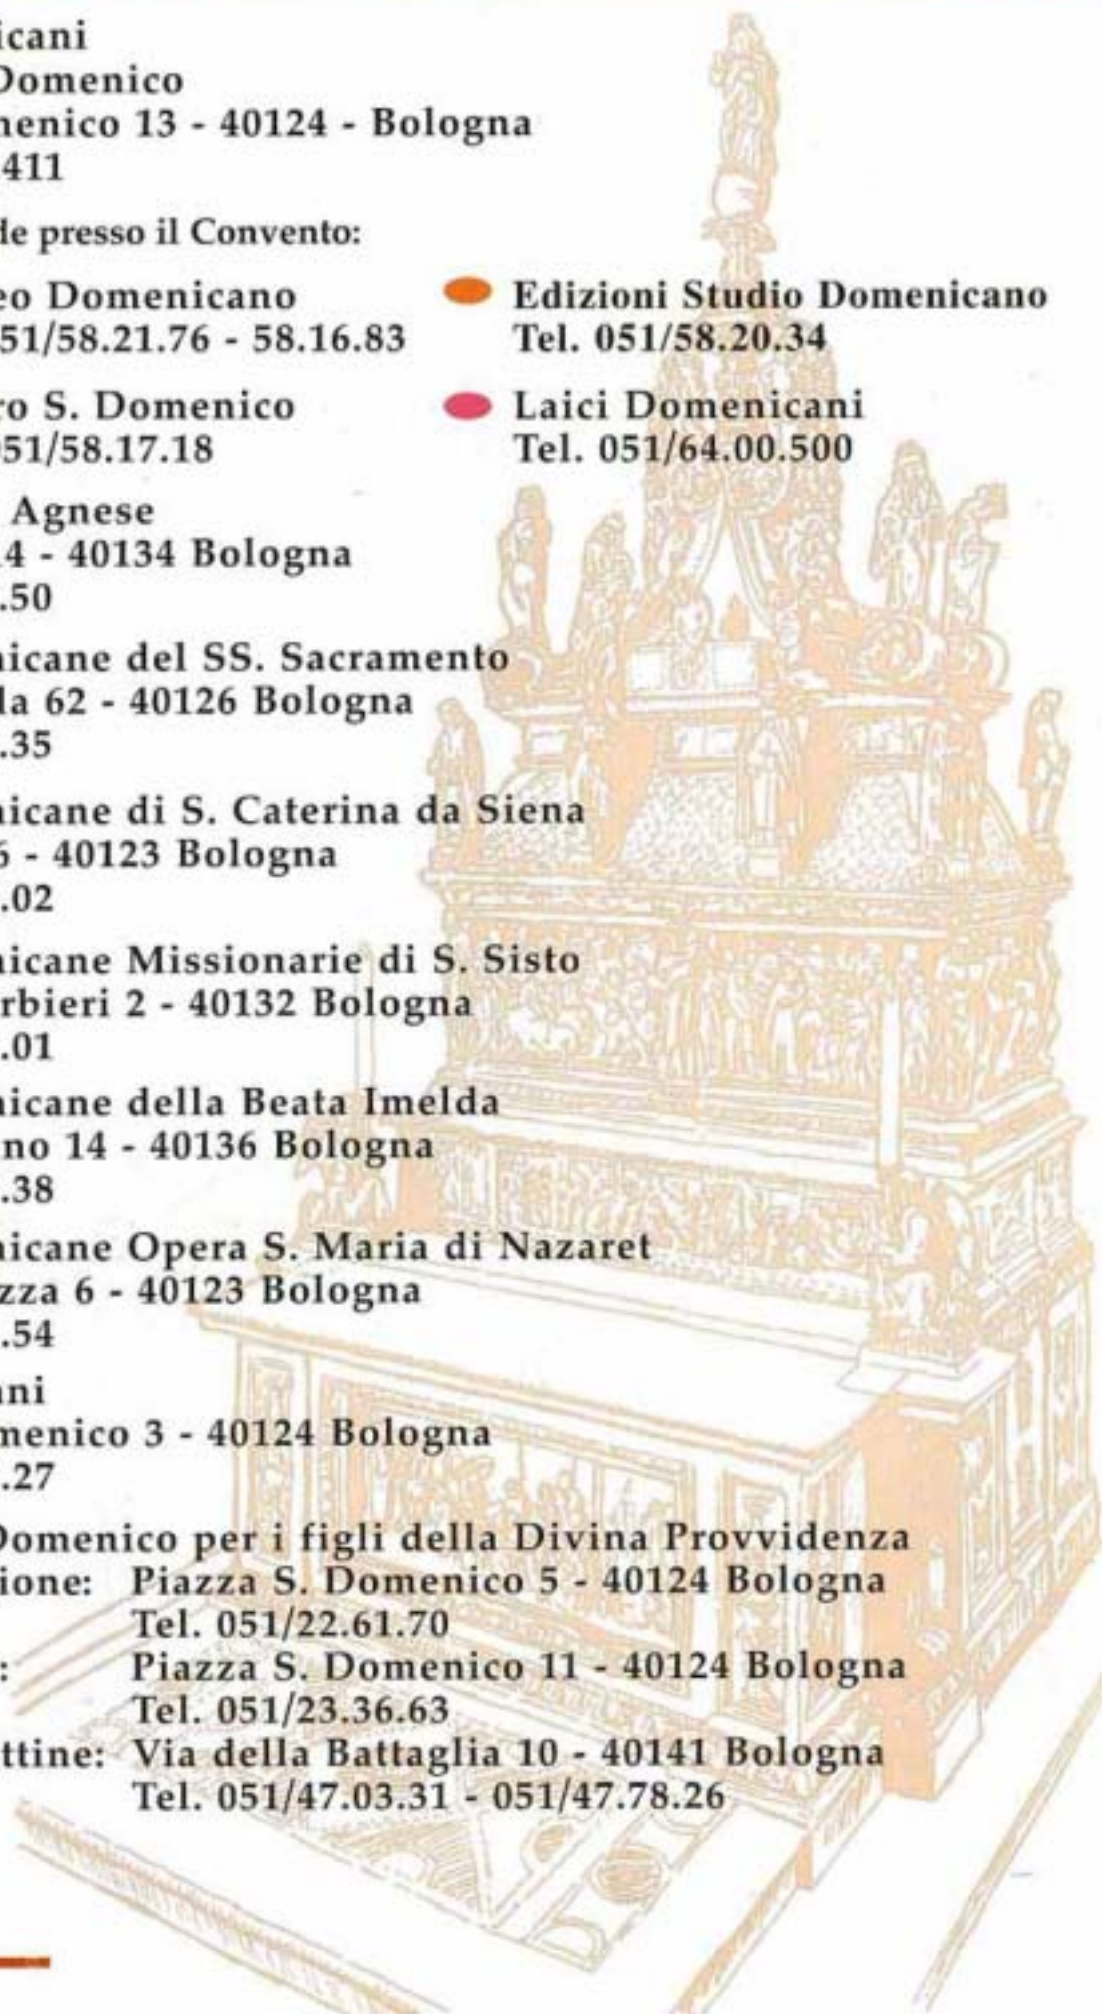 icani
Domenico
menico 13 - 40124 - Bologna
411
de presso il Convento:
eo Domenicano
51/58.21.76 - 58.16.83
ro S. Domenico
051/58.17.18
Edizioni Studio Domenicano
Tel. 051/58.20.34
Laici Domenicani
Tel. 051/64.00.500
Agnese
14 - 40134 Bologna
.50
nicane del SS. Sacramento
la 62 - 40126 Bologna
.35
nicane di S. Caterina da Siena
6 - 40123 Bologna
.02
nicane Missionarie di S. Sisto
rbieri 2 - 40132 Bologna
.01
nicane della Beata Imelda
no 14 - 40136 Bologna
.38
nicane Opera S. Maria di Nazaret
zza 6 - 40123 Bologna
.54
ani
menico 3 - 40124 Bologna
.27
Domenico per i figli della Divina Provvidenza
ione: Piazza S. Domenico 5 - 40124 Bologna
Tel. 051/22.61.70
: Piazza S. Domenico 11 - 40124 Bologna
Tel. 051/23.36.63
ttine: Via della Battaglia 10 - 40141 Bologna
Tel. 051/47.03.31 - 051/47.78.26